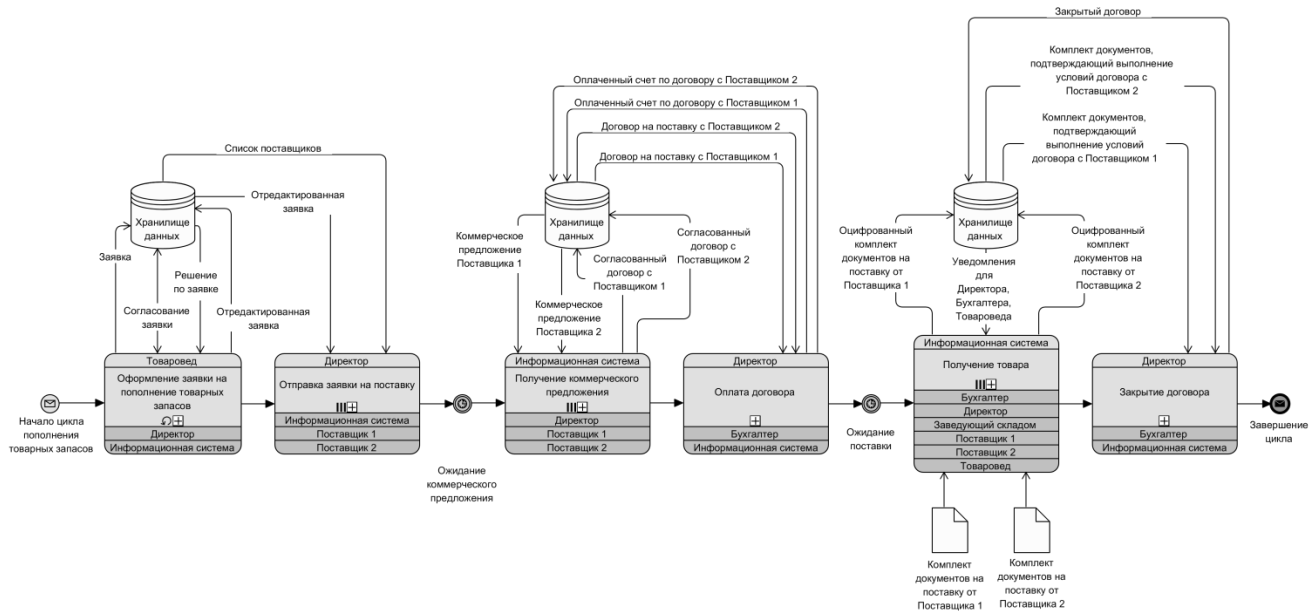 Закрытый договор
Комплект документов,
подтверждающий выполнение
условий договора с
Поставщиком 2
Комплект документов,
подтверждающий
выполнение условий
договора с Поставщиком 1
Оплаченный счет по договору с Поставщиком 2
Оплаченный счет по договору с Поставщиком 1
Договор на поставку с Поставщиком 2
Договор на поставку с Поставщиком 1
Список поставщиков
Отредактированная
заявка
Хранилище
данных
Заявка
Решение
по заявке
Согласование
заявки
Отредактированная
заявка
Хранилище
данных
Коммерческое
предложение
Поставщика 1
Согласованный
договор с
Поставщиком 2
Согласованный
договор с
Поставщиком 1
Коммерческое
предложение
Поставщика 2
Хранилище
данных
Оцифрованный
комплект
документов на
поставку от
Поставщика 1
Уведомления
для
Директора,
Бухгалтера,
Товароведа
Оцифрованный
комплект
документов на
поставку от
Поставщика 2
Начало цикла
пополнения
товарных запасов
Товаровед
Оформление заявки на
пополнение товарных
запасов
Директор
Информационная система
Директор
Отправка заявки на поставку
Информационная система
Поставщик 1
Поставщик 2
Ожидание
коммерческого
предложения
Информационная система
Получение коммерческого
предложения
Директор
Поставщик 1
Поставщик 2
Директор
Оплата договора
Бухгалтер
Информационная система
Ожидание
поставки
Информационная система
Получение товара
Бухгалтер
Директор
Заведующий складом
Поставщик 1
Поставщик 2
Товаровед
Директор
Закрытие договора
Бухгалтер
Информационная система
Завершение
цикла
Комплект
документов на
поставку от
Поставщика 1
Комплект
документов на
поставку от
Поставщика 2